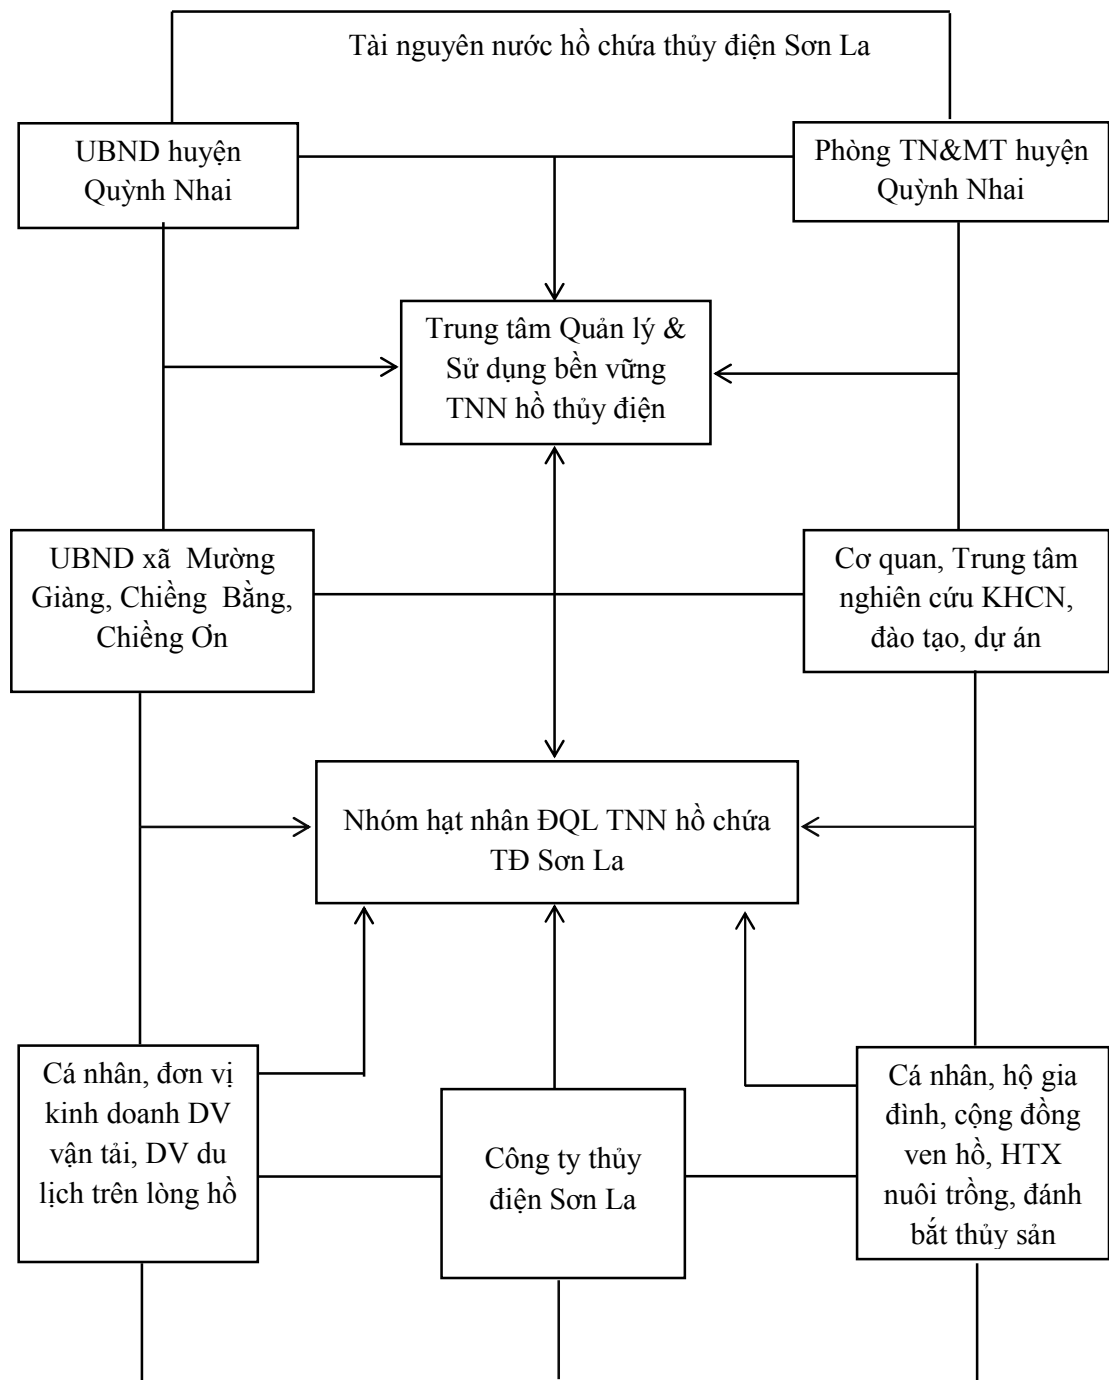 Tài nguyên nước hồ chứa thủy điện Sơn La
UBND huyện
Quỳnh Nhai
Phòng TN&MT huyện
Quỳnh Nhai
Trung tâm Quản lý &
Sử dụng bền vững
TNN hồ thủy điện
UBND xã Mường
Giàng, Chiềng Bằng,
Chiềng Ơn
Cơ quan, Trung tâm
nghiên cứu KHCN,
đào tạo, dự án
Nhóm hạt nhân ĐQL TNN hồ chứa
TĐ Sơn La
Cá nhân, đơn vị
kinh doanh DV
vận tải, DV du
lịch trên lòng hồ
Công ty thủy
điện Sơn La
Cá nhân, hộ gia
đình, cộng đồng
ven hồ, HTX
nuôi trồng, đánh
bắt thủy sản